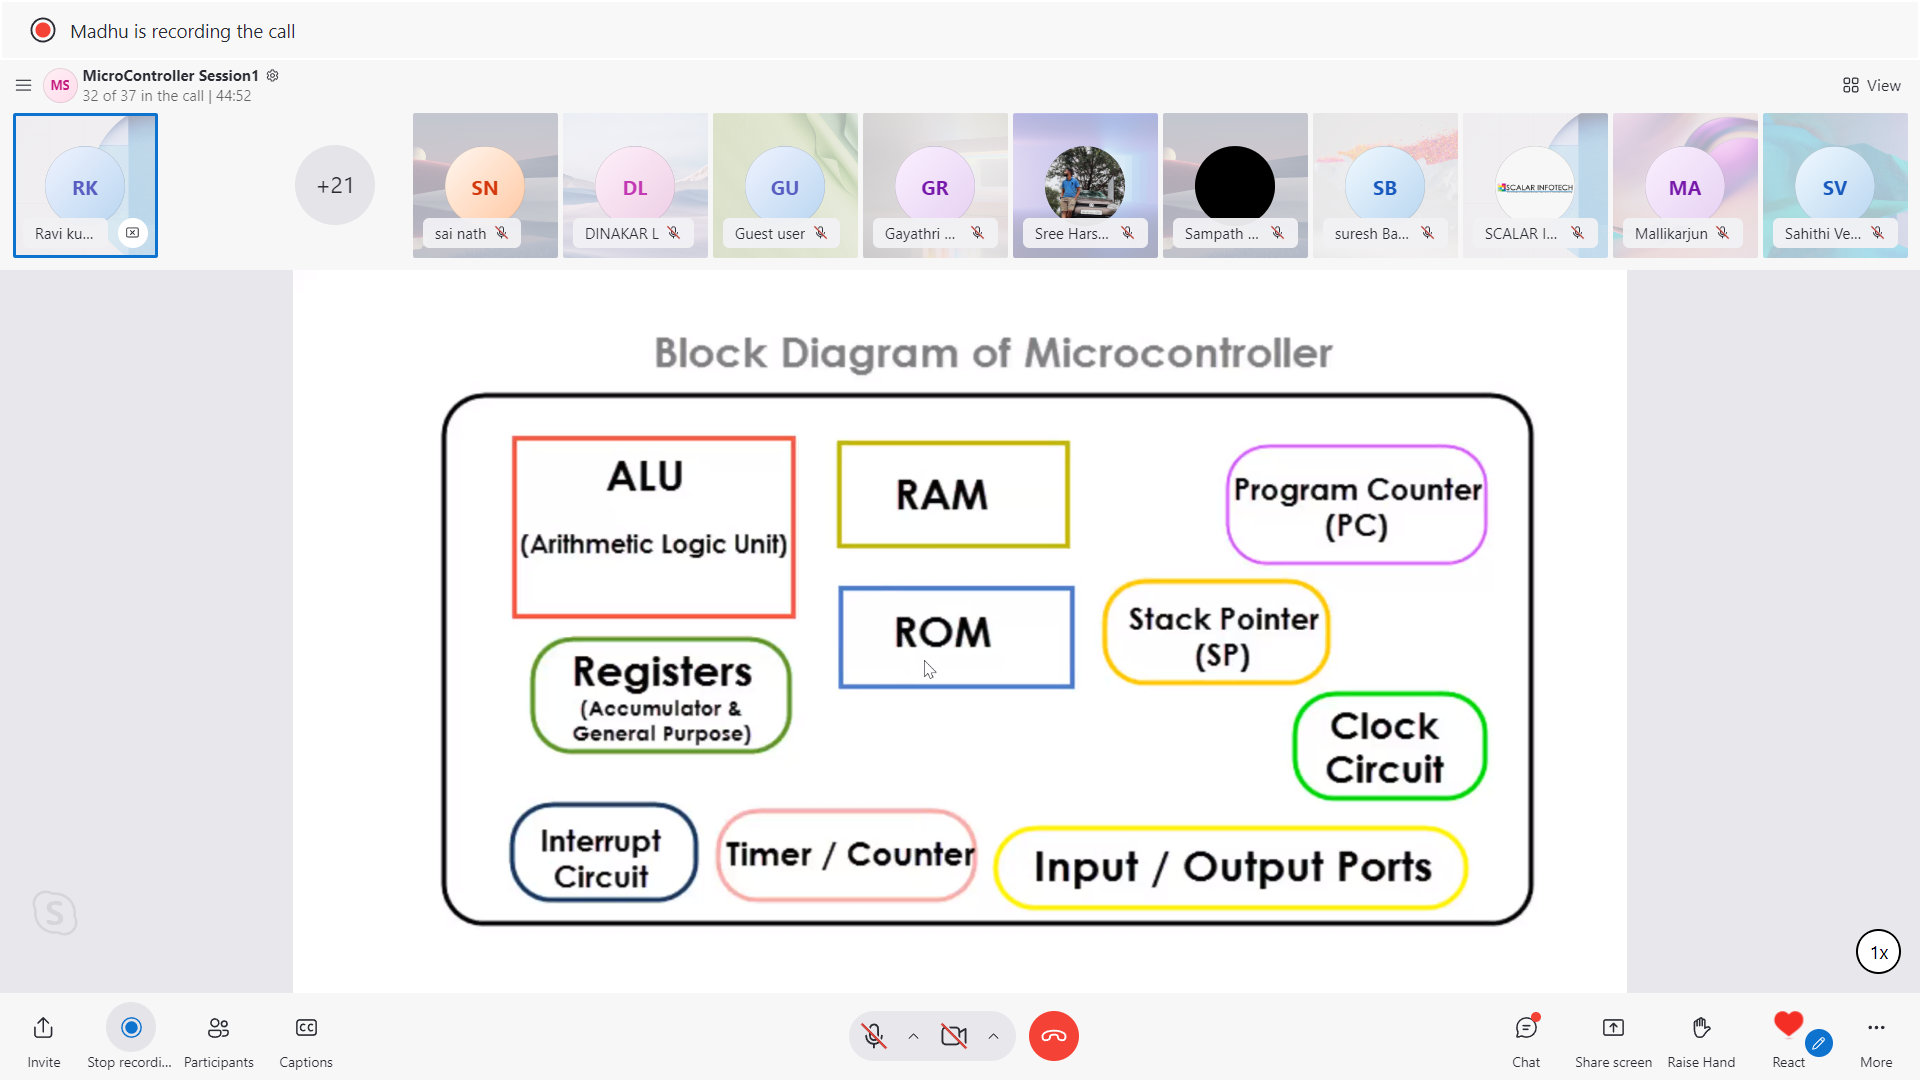 Madhu is recording the call
MS
MicroController Session1
32 of 37 in the call | 44:52
View
RK
Ravi ku...
+21
SN
sai nath
DL
DINAKAR L
GU
Guest user
GR
Gayathri ...
Sree Hars...
Sampath ...
SB
suresh Ba...
SCALAR INFOTECH
SCALAR I...
MA
Mallikarjun
SV
Sahithi Ve...
Block Diagram of Microcontroller
ALU
(Arithmetic Logic Unit)
RAM
Program Counter
(PC)
ROM
Stack Pointer
(SP)
Registers
(Accumulator &
General Purpose)
Clock
Circuit
Interrupt
Circuit
Timer / Counter
Input / Output Ports
S
1x
Invite
Stop recordi...
Participants
CC
Captions
Chat
Share screen
Raise Hand
React
More